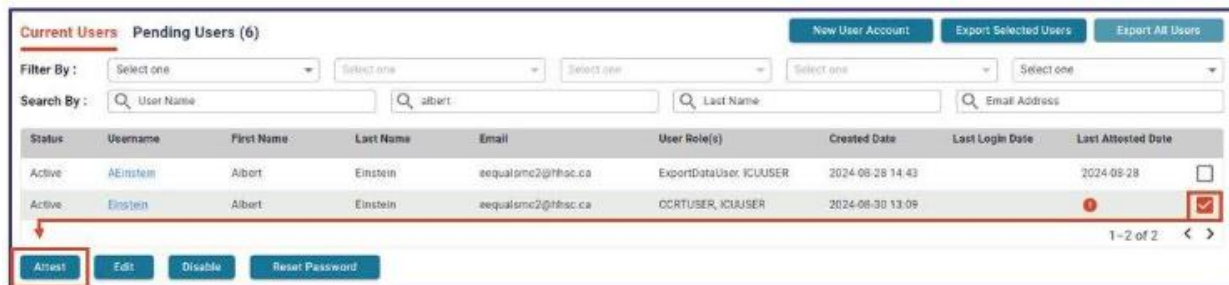 Current Users Pending Users (6) New User Account Export Selected Users Export All Users
Filter By : Select one Select one Select one Select one Select one
Search By : User Name albert Last Name Email Address
Status Username First Name Last Name Email User Role(s) Created Date Last Login Date Last Attested Date
Active AEinstein Albert Einstein eequalsmc2@hhsc.ca ExportDataUser, ICUUSER 2024-08-28 14:43 2024-08-28
Active Einstein Albert Einstein eequalsmc2@hhsc.ca CCRTUSER, ICUUSER 2024-08-30 13:09
1–2 of 2 < >
Attest Edit Disable Reset Password